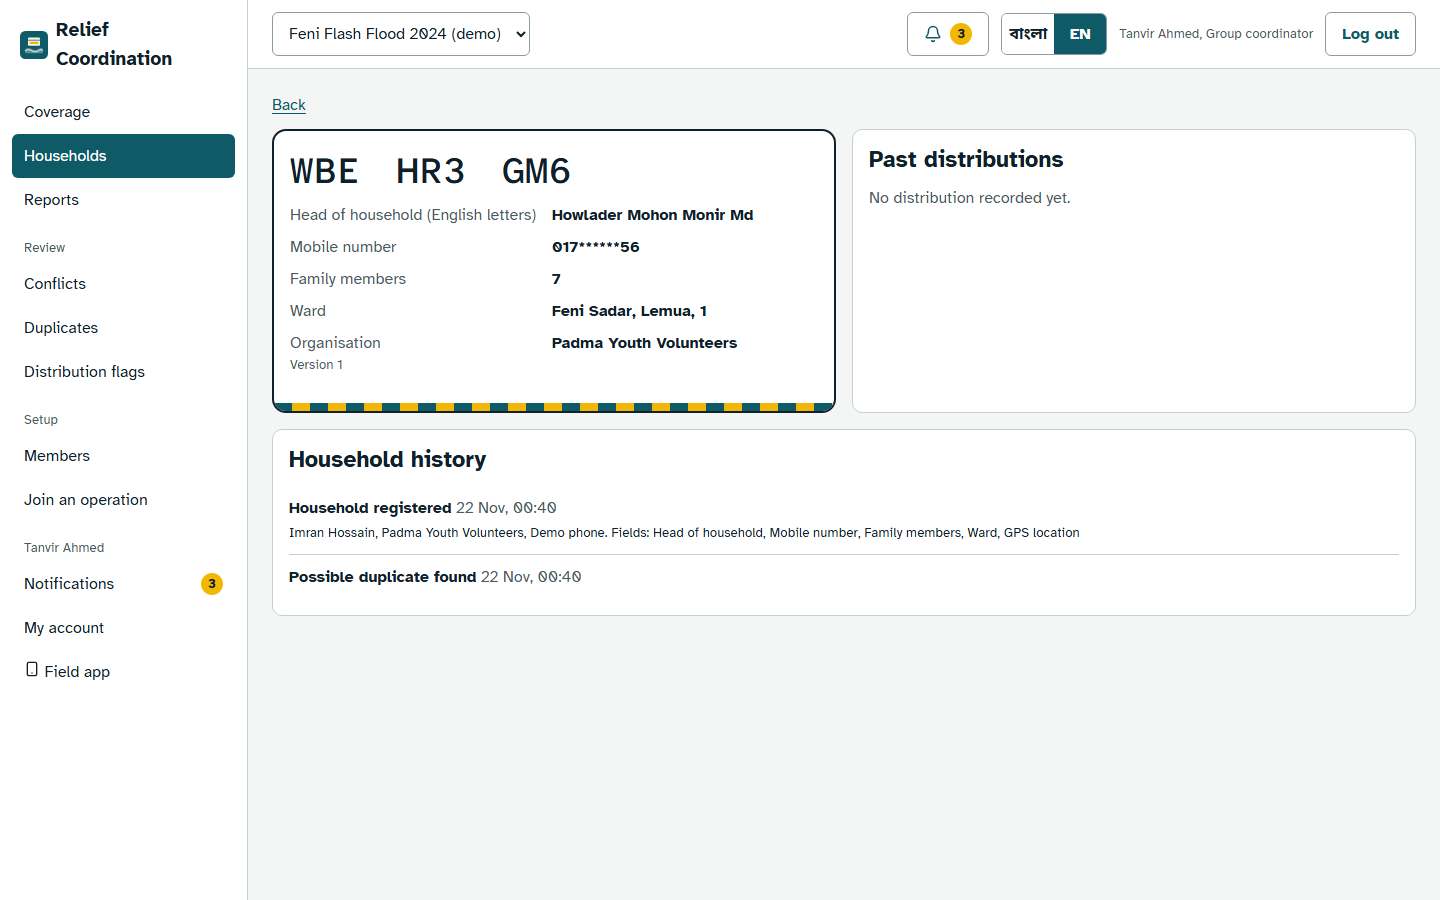 Relief
Coordination
Feni Flash Flood 2024 (demo)
3
বাংলা
EN
Tanvir Ahmed, Group coordinator
Log out
Coverage
Households
Reports
Review
Conflicts
Duplicates
Distribution flags
Setup
Members
Join an operation
Tanvir Ahmed
Notifications
3
My account
Field app
Back
WBE HR3 GM6
Head of household (English letters) Howlader Mohon Monir Md
Mobile number 017******56
Family members 7
Ward Feni Sadar, Lemua, 1
Organisation Padma Youth Volunteers
Version 1
Past distributions
No distribution recorded yet.
Household history
Household registered 22 Nov, 00:40
Imran Hossain, Padma Youth Volunteers, Demo phone. Fields: Head of household, Mobile number, Family members, Ward, GPS location
Possible duplicate found 22 Nov, 00:40